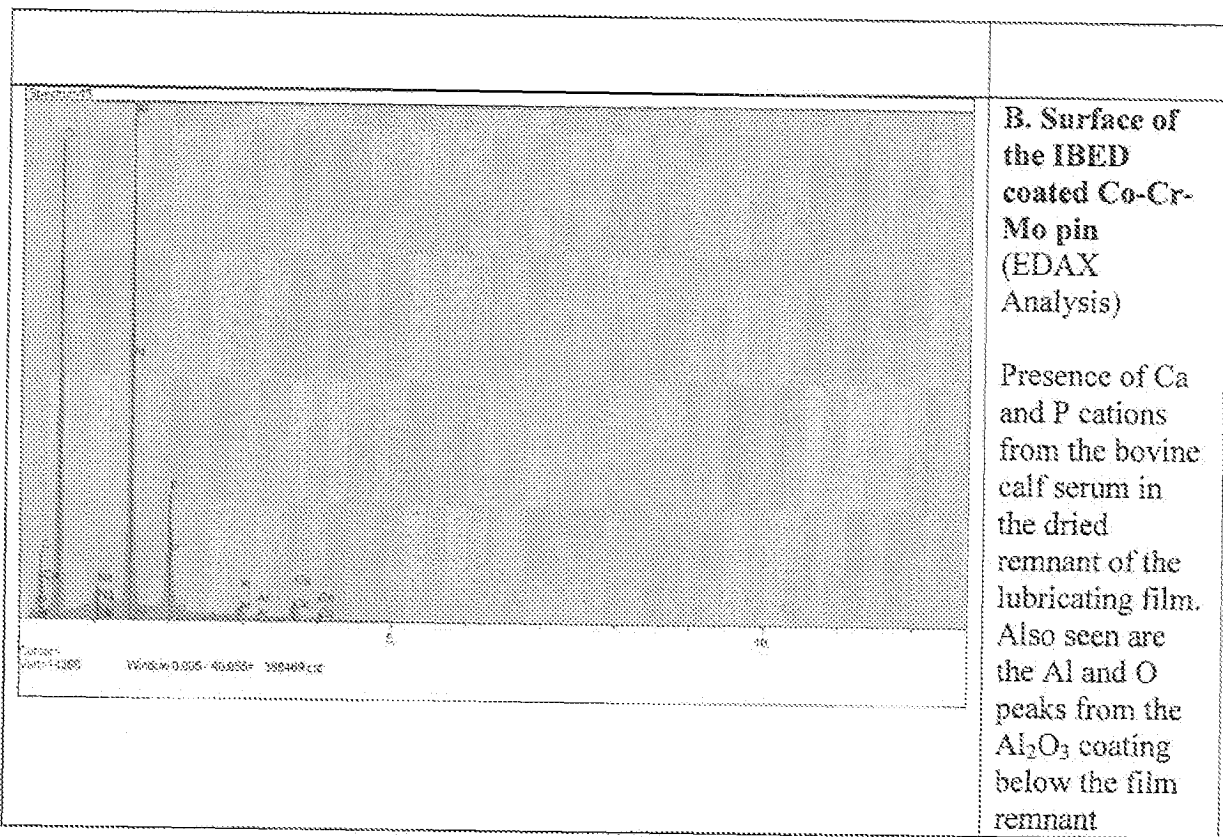 B. Surface of
the IBED
coated Co-Cr-
Mo pin
(EDAX
Analysis)
Presence of Ca
and P cations
from the bovine
calf serum in
the dried
remnant of the
lubricating film.
Also seen are
the Al and O
peaks from the
Al₂O₃ coating
below the film
remnant
5
10